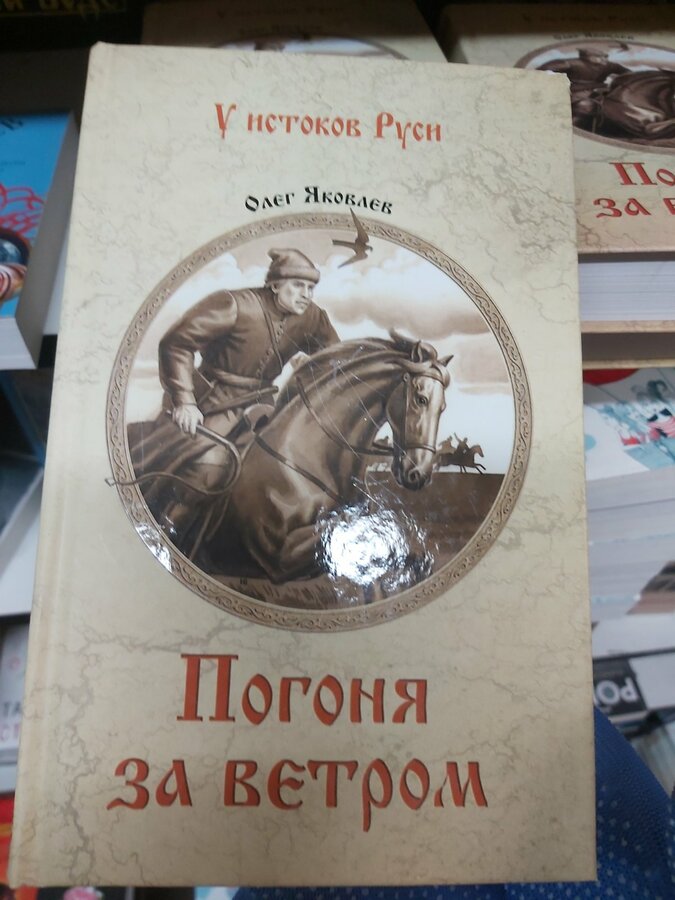 У истоков Руси
Олег Яковлев
Погоня
за ветром